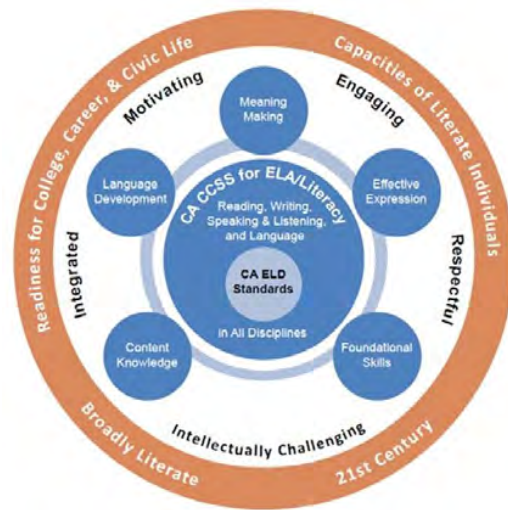 Readiness for College, Career, & Civic Life
Capacities of Literate Individuals
Broadly Literate
21st Century
Motivating
Engaging
Integrated
Respectful
Intellectually Challenging
Meaning
Making
Language
Development
Effective
Expression
Content
Knowledge
Foundational
Skills
CA CCSS for ELA/Literacy
Reading, Writing,
Speaking & Listening,
and Language
CA ELD
Standards
in All Disciplines